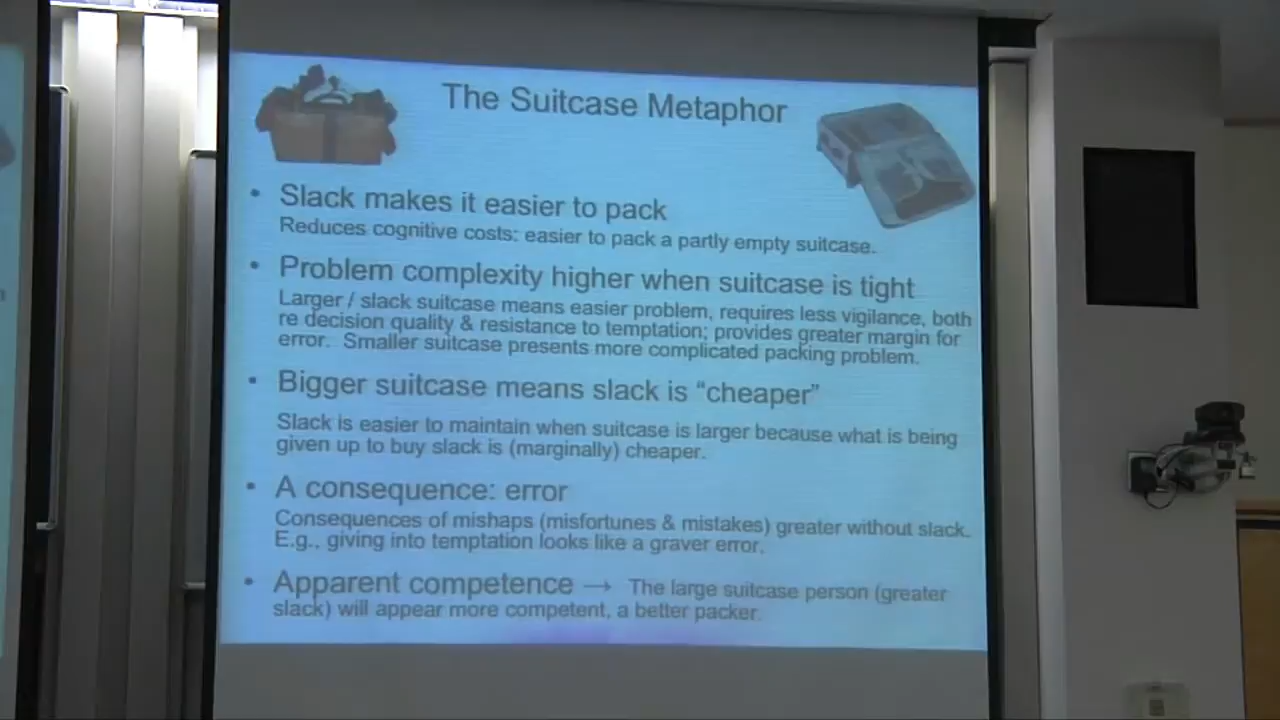 The Suitcase Metaphor
• Slack makes it easier to pack
Reduces cognitive costs: easier to pack a partly empty suitcase.
• Problem complexity higher when suitcase is tight
Larger / slack suitcase means easier problem, requires less vigilance, both
re decision quality & resistance to temptation; provides greater margin for
error. Smaller suitcase presents more complicated packing problem.
• Bigger suitcase means slack is “cheaper”
Slack is easier to maintain when suitcase is larger because what is being
given up to buy slack is (marginally) cheaper.
• A consequence: error
Consequences of mishaps (misfortunes & mistakes) greater without slack.
E.g., giving into temptation looks like a graver error.
• Apparent competence → The large suitcase person (greater
slack) will appear more competent, a better packer.